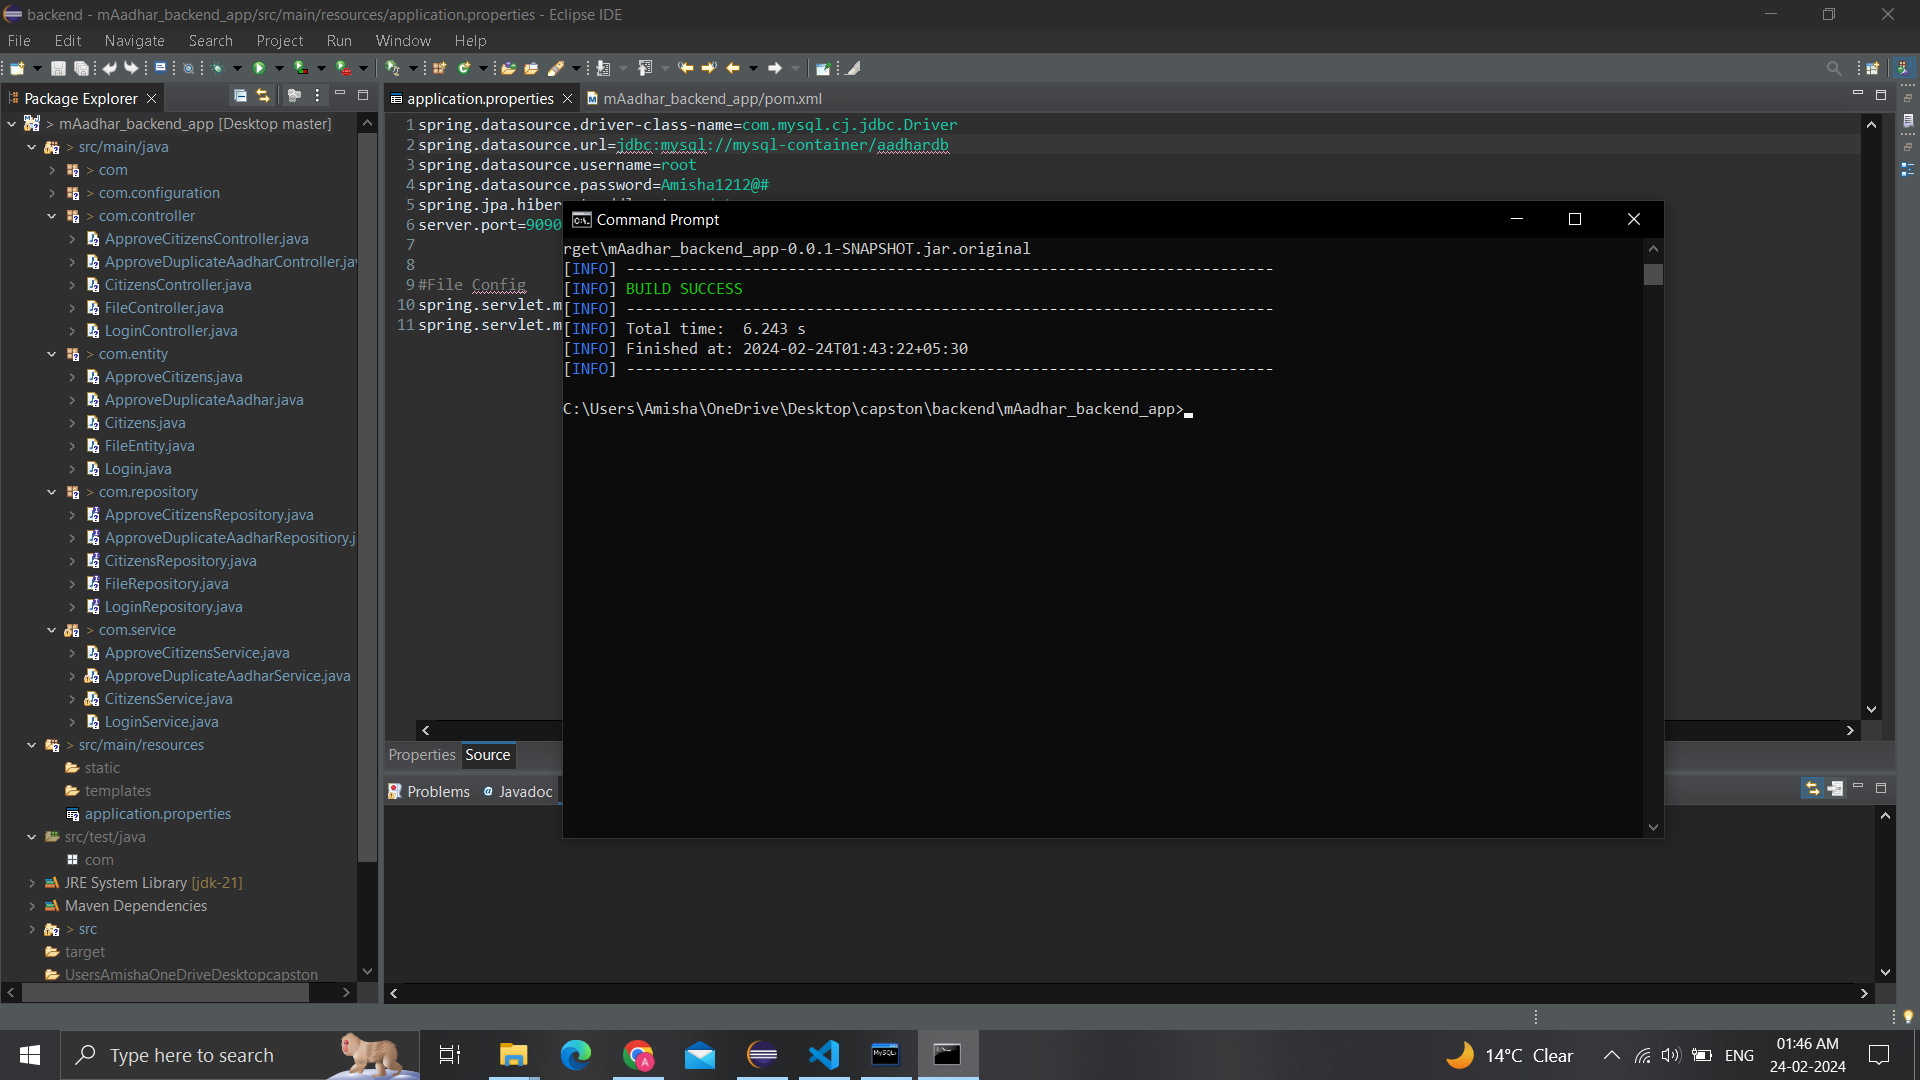 backend - mAadhar_backend_app/src/main/resources/application.properties - Eclipse IDE
File Edit Navigate Search Project Run Window Help
Package Explorer
application.properties
mAadhar_backend_app/pom.xml
> mAadhar_backend_app [Desktop master]
> src/main/java
> com
> com.configuration
> com.controller
ApproveCitizensController.java
ApproveDuplicateAadharController.jav
CitizensController.java
FileController.java
LoginController.java
> com.entity
ApproveCitizens.java
ApproveDuplicateAadhar.java
Citizens.java
FileEntity.java
Login.java
> com.repository
ApproveCitizensRepository.java
ApproveDuplicateAadharRepositiory.j
CitizensRepository.java
FileRepository.java
LoginRepository.java
> com.service
ApproveCitizensService.java
ApproveDuplicateAadharService.java
CitizensService.java
LoginService.java
> src/main/resources
static
templates
application.properties
src/test/java
com
JRE System Library [jdk-21]
Maven Dependencies
> src
target
UsersAmishaOneDriveDesktopcapston
1 spring.datasource.driver-class-name=com.mysql.cj.jdbc.Driver
2 spring.datasource.url=jdbc:mysql://mysql-container/aadhardb
3 spring.datasource.username=root
4 spring.datasource.password=Amisha1212@#
5 spring.jpa.hiber
6 server.port=9090
7
8
9 #File Config
10 spring.servlet.m
11 spring.servlet.m
Properties Source
Problems @ Javadoc
Command Prompt
rget\mAadhar_backend_app-0.0.1-SNAPSHOT.jar.original
[INFO] ------------------------------------------------------------------------
[INFO] BUILD SUCCESS
[INFO] ------------------------------------------------------------------------
[INFO] Total time:  6.243 s
[INFO] Finished at: 2024-02-24T01:43:22+05:30
[INFO] ------------------------------------------------------------------------
C:\Users\Amisha\OneDrive\Desktop\capston\backend\mAadhar_backend_app>
Type here to search
MySQL
A
14°C Clear
ENG
01:46 AM
24-02-2024